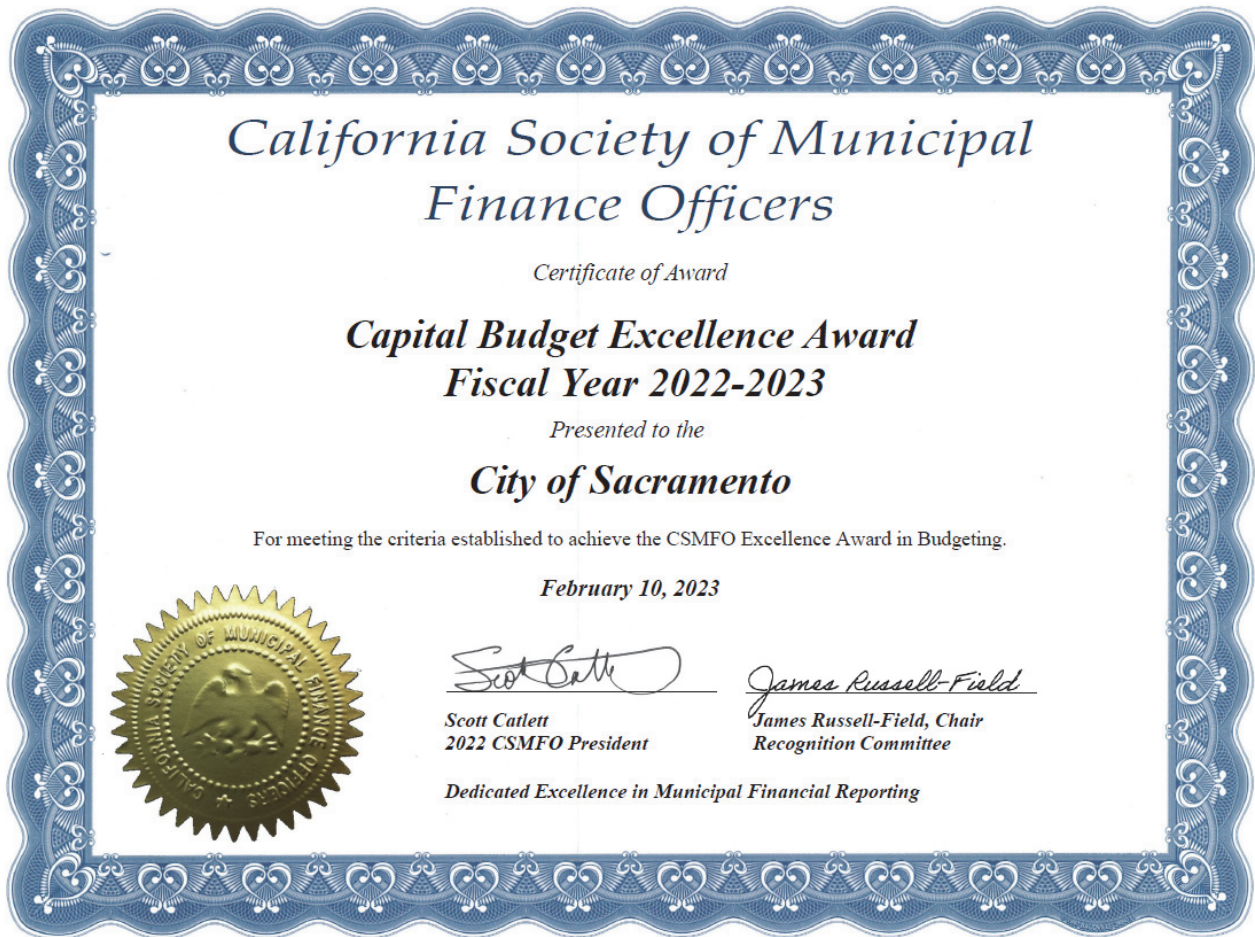 California Society of Municipal
Finance Officers
Certificate of Award
Capital Budget Excellence Award
Fiscal Year 2022-2023
Presented to the
City of Sacramento
For meeting the criteria established to achieve the CSMFO Excellence Award in Budgeting.
February 10, 2023
Scott Catlett
James Russell-Field
Scott Catlett
2022 CSMFO President
James Russell-Field, Chair
Recognition Committee
Dedicated Excellence in Municipal Financial Reporting
CALIFORNIA SOCIETY OF MUNICIPAL FINANCE OFFICERS